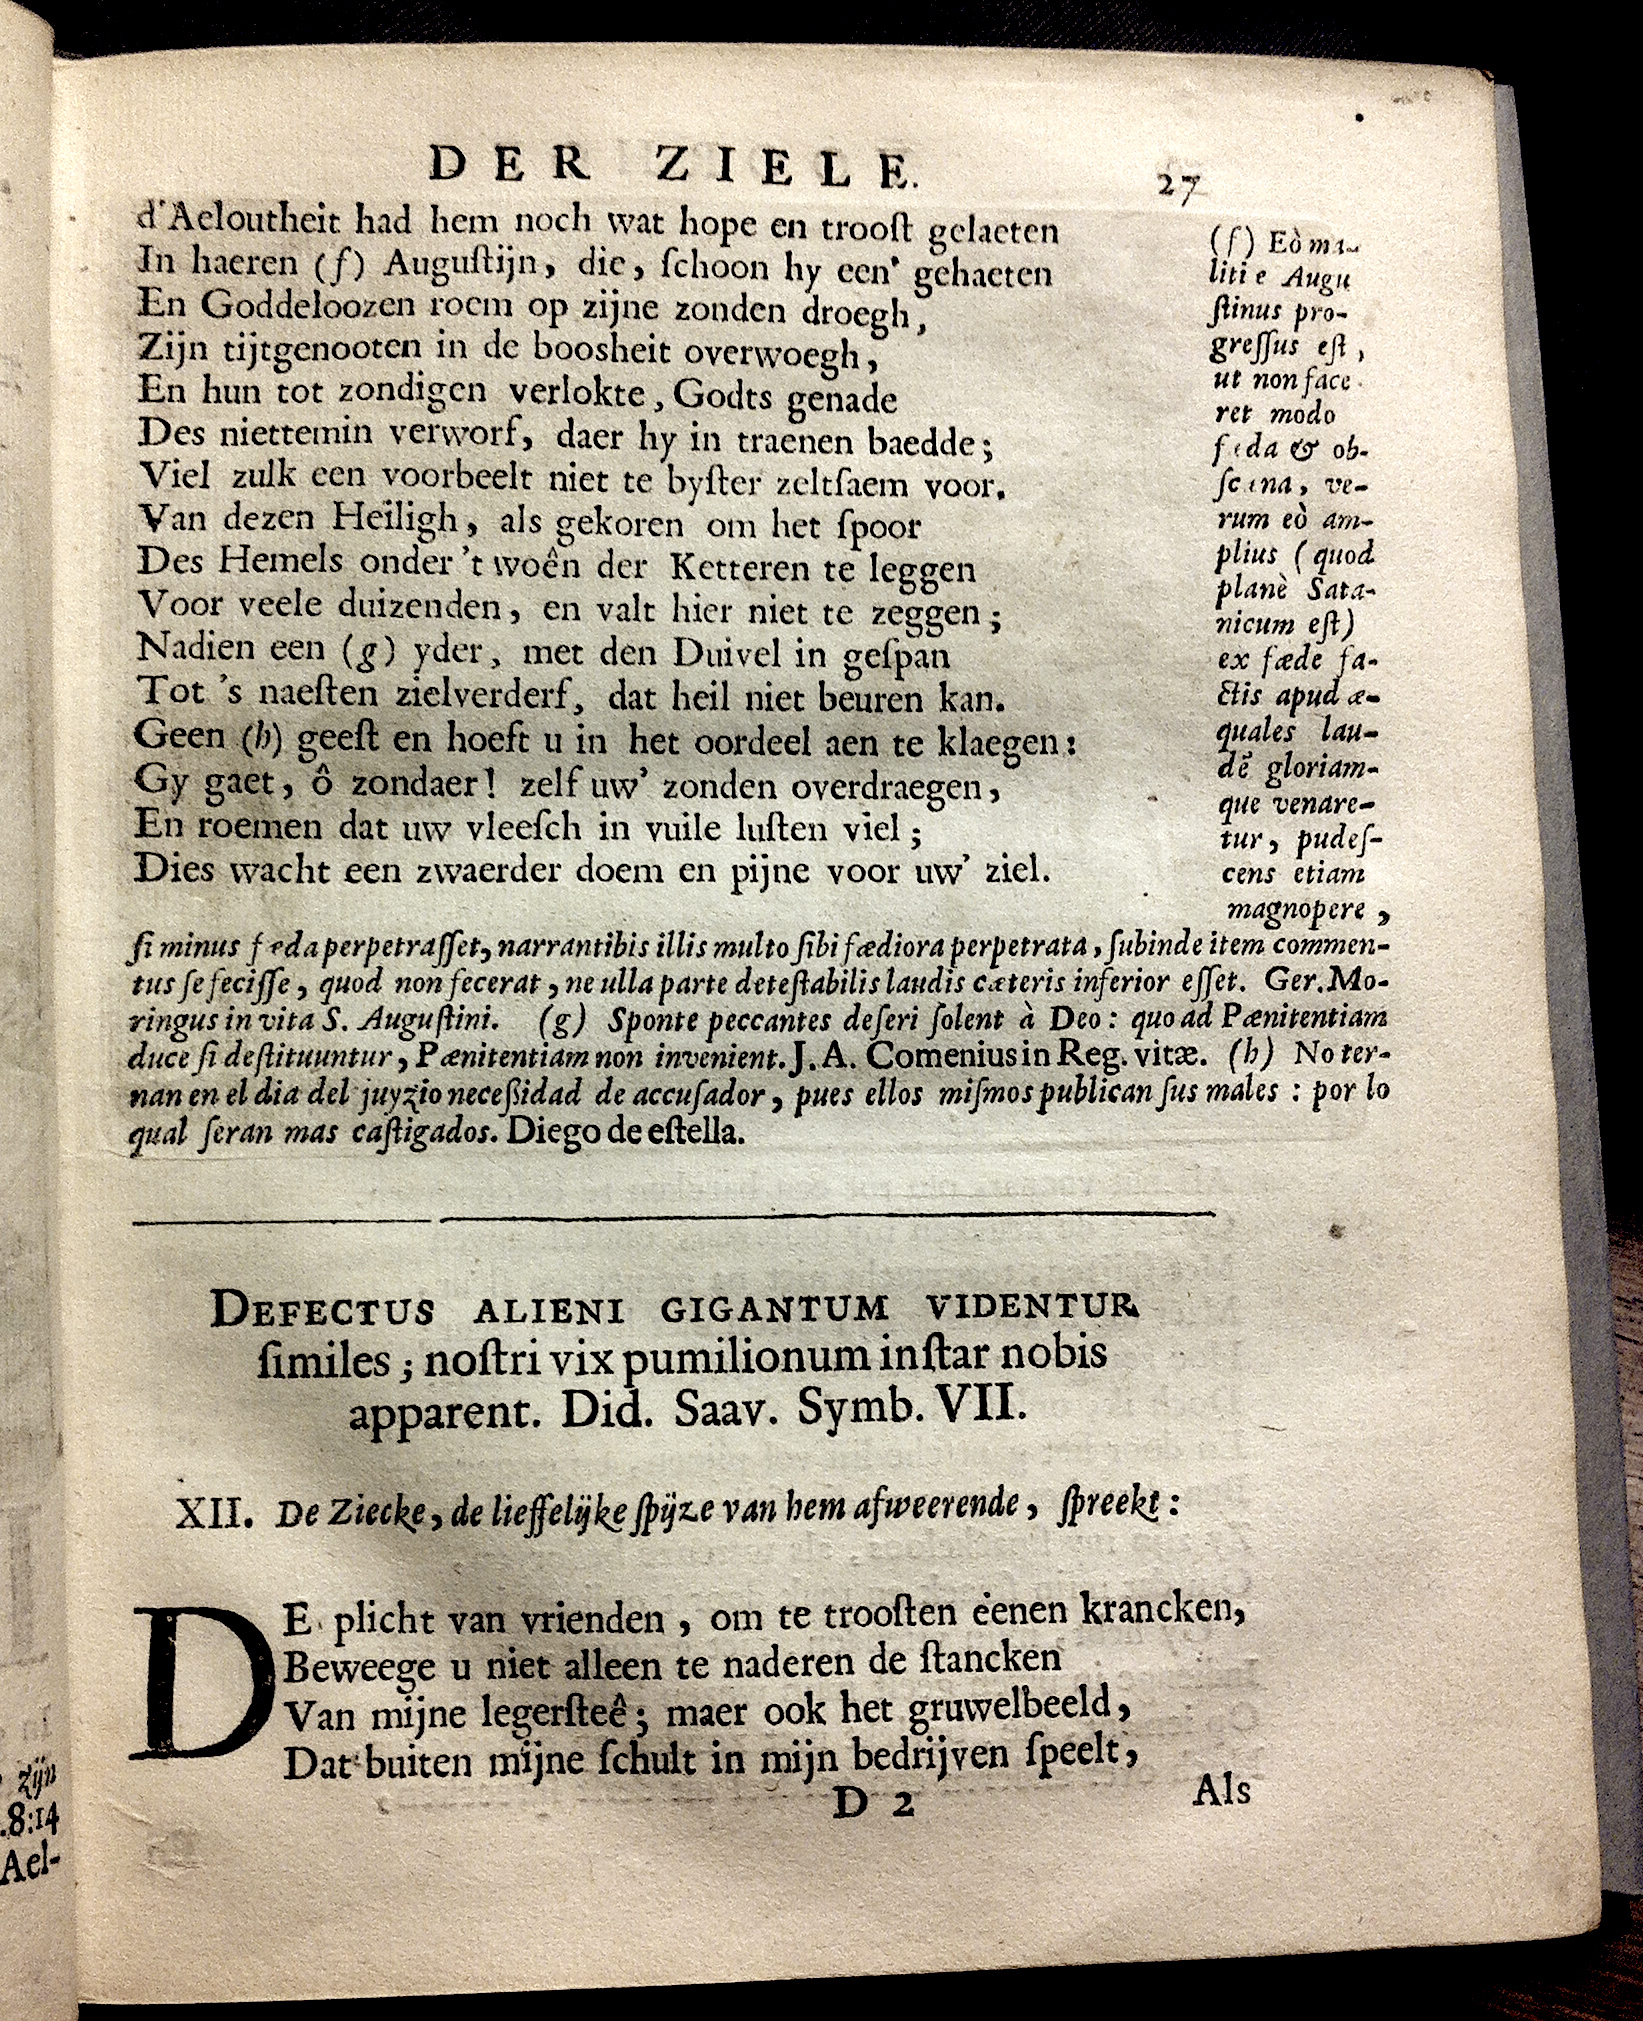 DER ZIELE.
27
d'Aeloutheit had hem noch wat hope en trooſt gelaeten
In haeren (f) Auguſtijn, die, ſchoon hy een' gehaeten
En Goddeloozen roem op zijne zonden droegh,
Zijn tijtgenooten in de boosheit overwoegh,
En hun tot zondigen verlokte, Godts genade
Des niettemin verworf, daer hy in traenen baedde;
Viel zulk een voorbeelt niet te byſter zeltſaem voor.
Van dezen Heiligh, als gekoren om het ſpoor
Des Hemels onder 't woên der Ketteren te leggen
Voor veele duizenden, en valt hier niet te zeggen;
Nadien een (g) yder, met den Duivel in geſpan
Tot 's naeſten zielverderf, dat heil niet beuren kan.
Geen (h) geeſt en hoeft u in het oordeel aen te klaegen:
Gy gaet, ô zondaer! zelf uw' zonden overdraegen,
En roemen dat uw vleeſch in vuile luſten viel;
Dies wacht een zwaerder doem en pijne voor uw' ziel.
(f) Eò ma-
litie Augu
ſtinus pro-
greſſus eſt,
ut non face
ret modo
fœda & ob-
ſcœna, ve-
rum eò am-
plius (quod
planè Sata-
nicum eſt)
ex fæde fa-
ctis apud æ-
quales lau-
dē gloriam-
que venare-
tur, pudeſ-
cens etiam
magnopere,
ſi minus fœda perpetraſſet, narrantibis illis multo ſibi fædiora perpetrata, ſubinde item commen-
tus ſe feciſſe, quod non fecerat, ne ulla parte deteſtabilis laudis cæteris inferior eſſet. Ger. Mo-
ringus in vita S. Auguſtini. (g) Sponte peccantes deſeri ſolent à Deo: quo ad Pænitentiam
duce ſi deſtituuntur, Pænitentiam non invenient. J. A. Comenius in Reg. vitæ. (h) No ter-
nan en el dia del juyzio neceßidad de accuſador, pues ellos miſmos publican ſus males: por lo
qual ſeran mas caſtigados. Diego de eſtella.
DEFECTUS ALIENI GIGANTUM VIDENTUR
ſimiles; noſtri vix pumilionum inſtar nobis
apparent. Did. Saav. Symb. VII.
XII. De Ziecke, de lieffelijke ſpijze van hem afweerende, ſpreekt:
DE plicht van vrienden, om te trooſten eenen krancken,
Beweege u niet alleen te naderen de ſtancken
Van mijne legerſteê; maer ook het gruwelbeeld,
Dat buiten mijne ſchult in mijn bedrijven ſpeelt,
D 2
Als
zijn
.8:14
Ael-